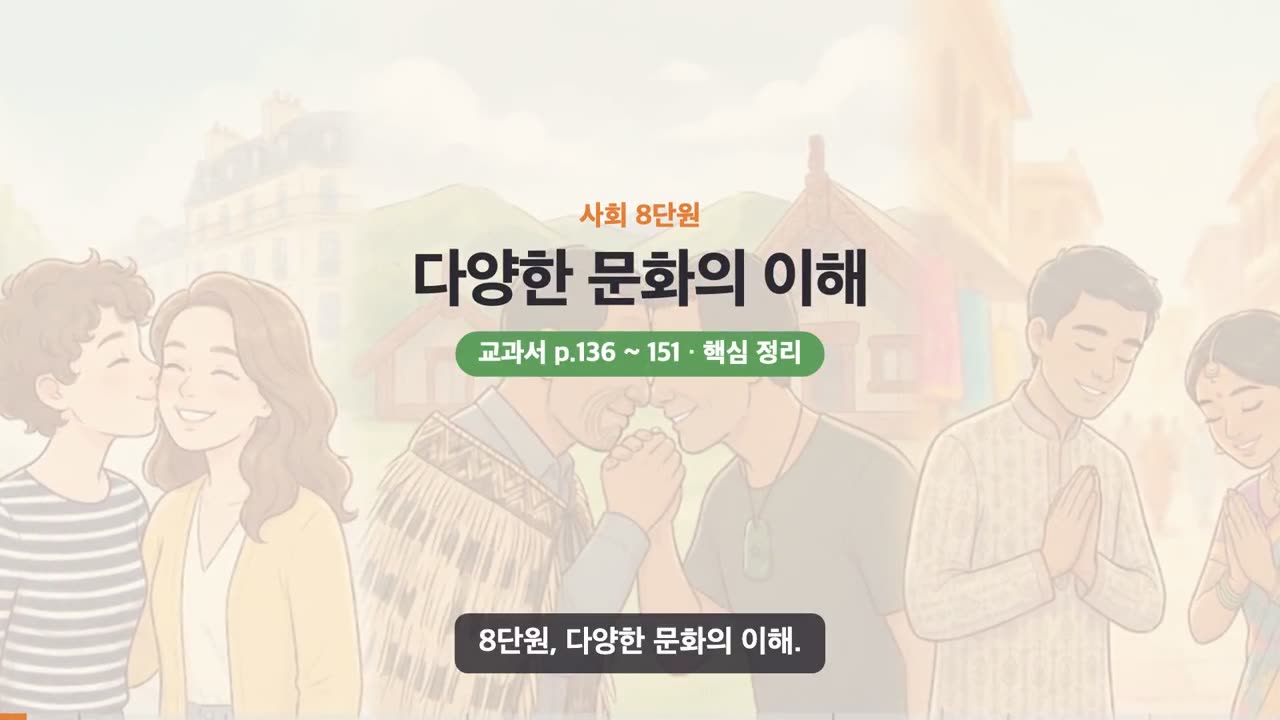 사회 8단원
다양한 문화의 이해
교과서 p.136 ~ 151 · 핵심 정리
8단원, 다양한 문화의 이해.